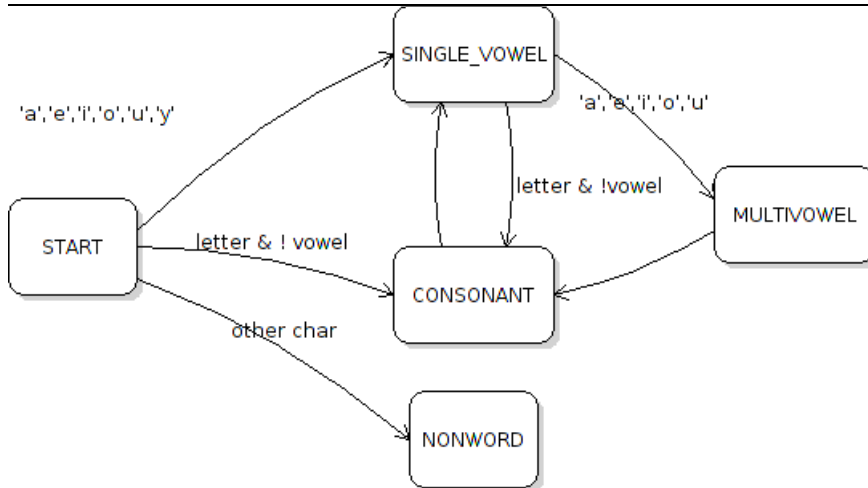 SINGLE_VOWEL
'a','e','i','o','u','y'
'a','e','i','o','u'
letter & !vowel
MULTIVOWEL
START
letter & ! vowel
CONSONANT
other char
NONWORD